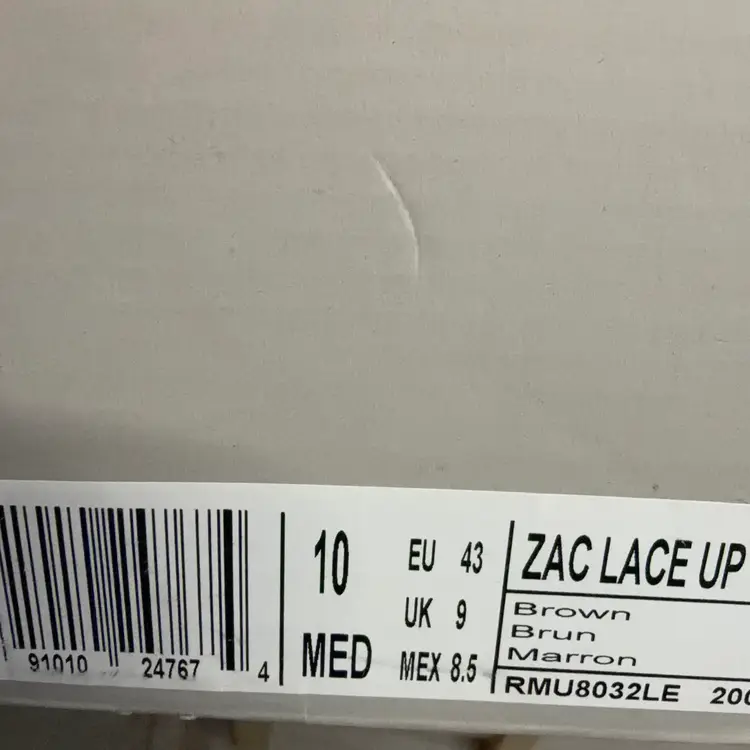 91010 24767 4
10
MED
EU 43
UK 9
MEX 8.5
ZAC LACE UP
Brown
Brun
Marron
RMU8032LE 200